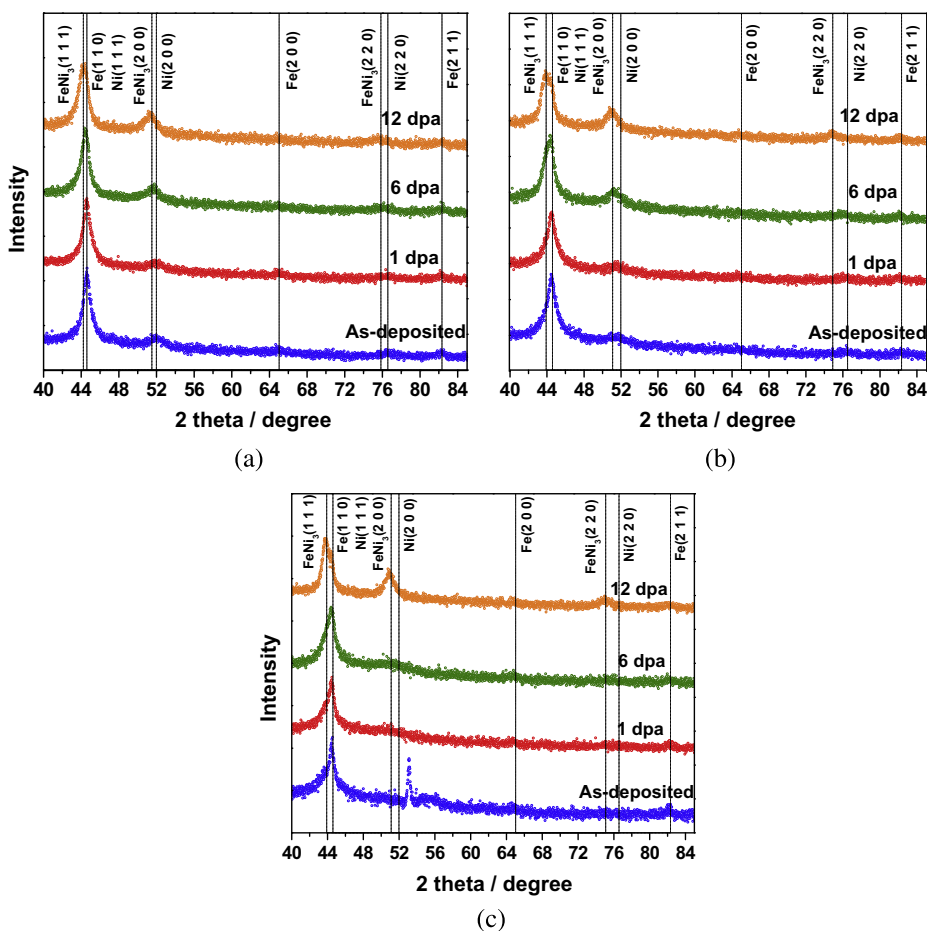 FeNi₃(1 1 1)
Fe(1 1 0)
Ni(1 1 1)
FeNi₃(2 0 0)
Ni(2 0 0)
Fe(2 0 0)
FeNi₃(2 2 0)
Ni(2 2 0)
Fe(2 1 1)
12 dpa
6 dpa
1 dpa
As-deposited
Intensity
40 44 48 52 56 60 64 68 72 76 80 84
2 theta / degree
(a)
FeNi₃(1 1 1)
Fe(1 1 0)
Ni(1 1 1)
FeNi₃(2 0 0)
Ni(2 0 0)
Fe(2 0 0)
FeNi₃(2 2 0)
Ni(2 2 0)
Fe(2 1 1)
12 dpa
6 dpa
1 dpa
As-deposited
40 44 48 52 56 60 64 68 72 76 80 84
2 theta / degree
(b)
FeNi₃(1 1 1)
Fe(1 1 0)
Ni(1 1 1)
FeNi₃(2 0 0)
Ni(2 0 0)
Fe(2 0 0)
FeNi₃(2 2 0)
Ni(2 2 0)
Fe(2 1 1)
12 dpa
6 dpa
1 dpa
As-deposited
Intensity
40 44 48 52 56 60 64 68 72 76 80 84
2 theta / degree
(c)